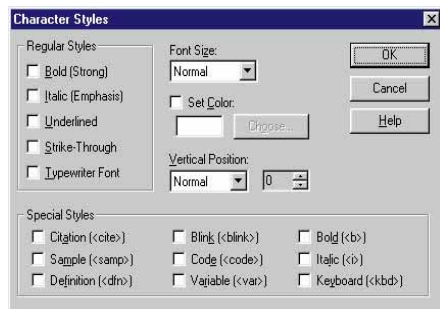 Character Styles
Regular Styles
Bold (Strong)
Italic (Emphasis)
Underlined
Strike-Through
Typewriter Font
Font Size:
Normal
Set Color:
Choose...
Vertical Position:
Normal
0
OK
Cancel
Help
Special Styles
Citation (<cite>)
Blink (<blink>)
Bold (<b>)
Sample (<samp>)
Code (<code>)
Italic (<i>)
Definition (<dfn>)
Variable (<var>)
Keyboard (<kbd>)